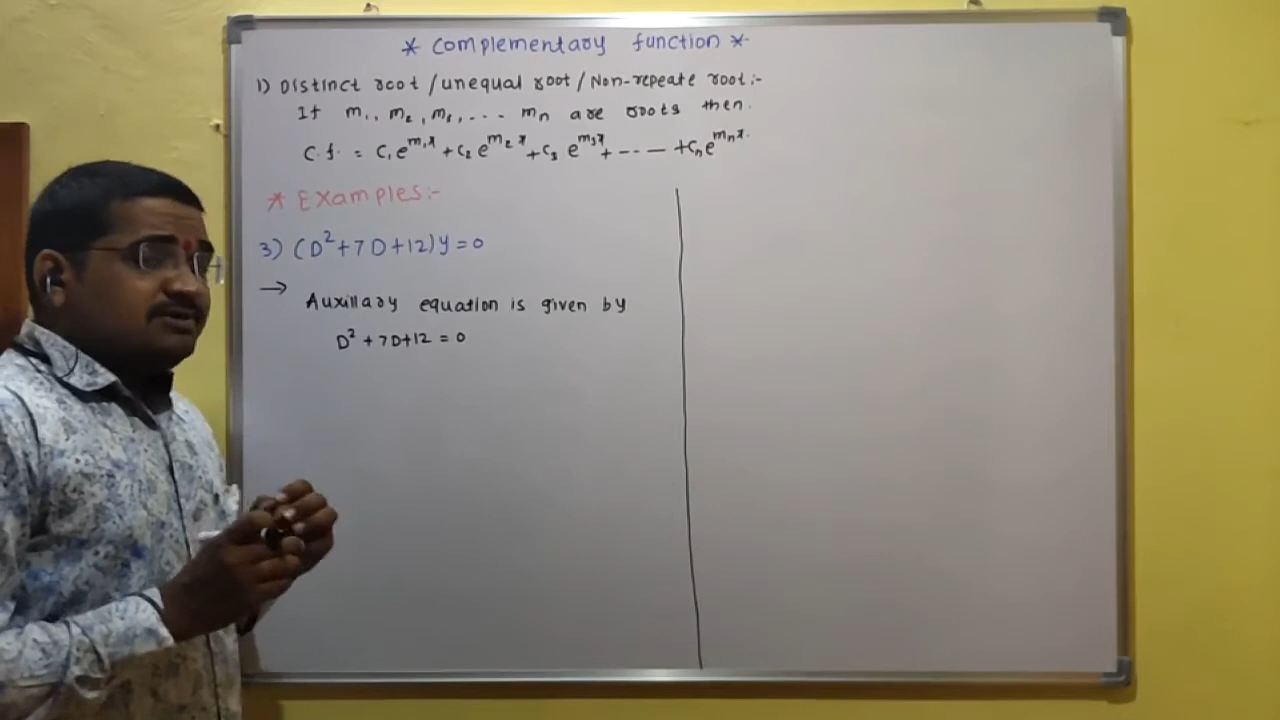 * Complementary function *
1) Distinct root / unequal root / Non-repeate root :-
If m₁, m₂, m₃, ---- mₙ are roots then.
C.f. = C₁e^{m₁x} + C₂e^{m₂x} + C₃e^{m₃x} + ---- + Cₙe^{mₙx}.
* Examples :-
3) (D² + 7D + 12) y = 0
→ Auxillary equation is given by
D² + 7D + 12 = 0